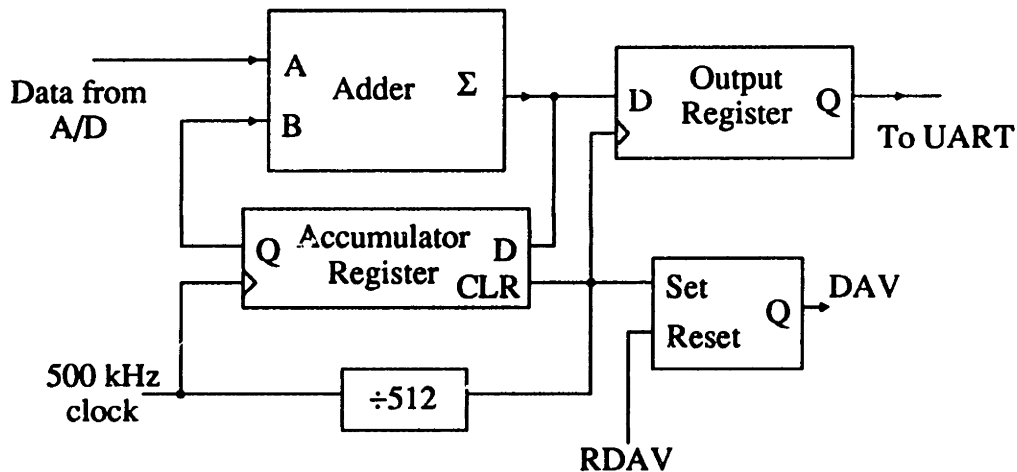 A
Adder
Σ
B
Data from
A/D
D
Output
Register
Q
To UART
Q
Accumulator
Register
D
CLR
Set
Reset
Q
DAV
500 kHz
clock
÷512
RDAV